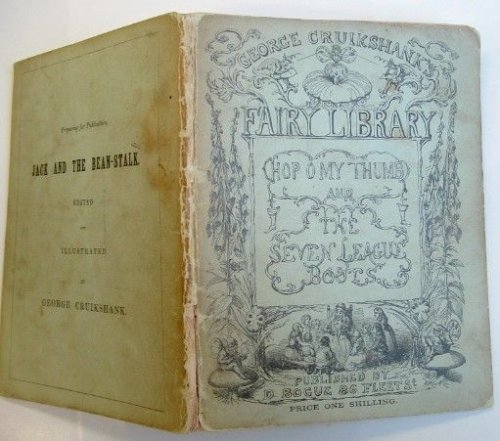 Preparing for Publication,
JACK AND THE BEAN-STALK.
EDITED
AND
ILLUSTRATED
BY
GEORGE CRUIKSHANK.
GEORGE CRUIKSHANK'S
FAIRY LIBRARY
HOP O MY THUMB
AND
THE
SEVEN LEAGUE
BOOTS.
PUBLISHED BY
D. BOGUE 86 FLEET St.
PRICE ONE SHILLING.